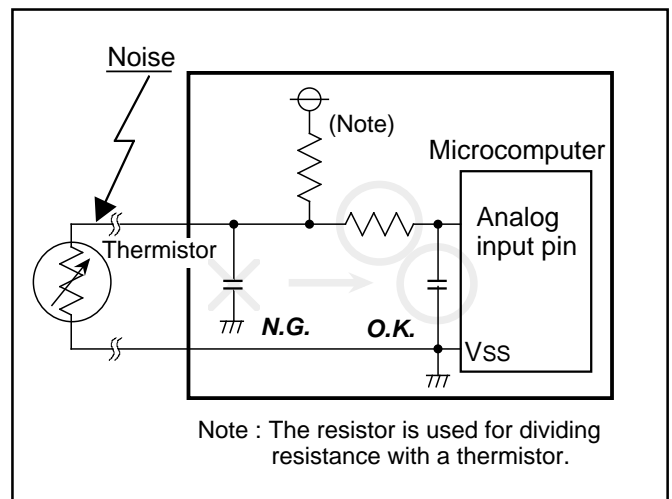 Noise
(Note)
Microcomputer
Analog
input pin
Thermistor
N.G.
O.K.
VSS
Note : The resistor is used for dividing
resistance with a thermistor.